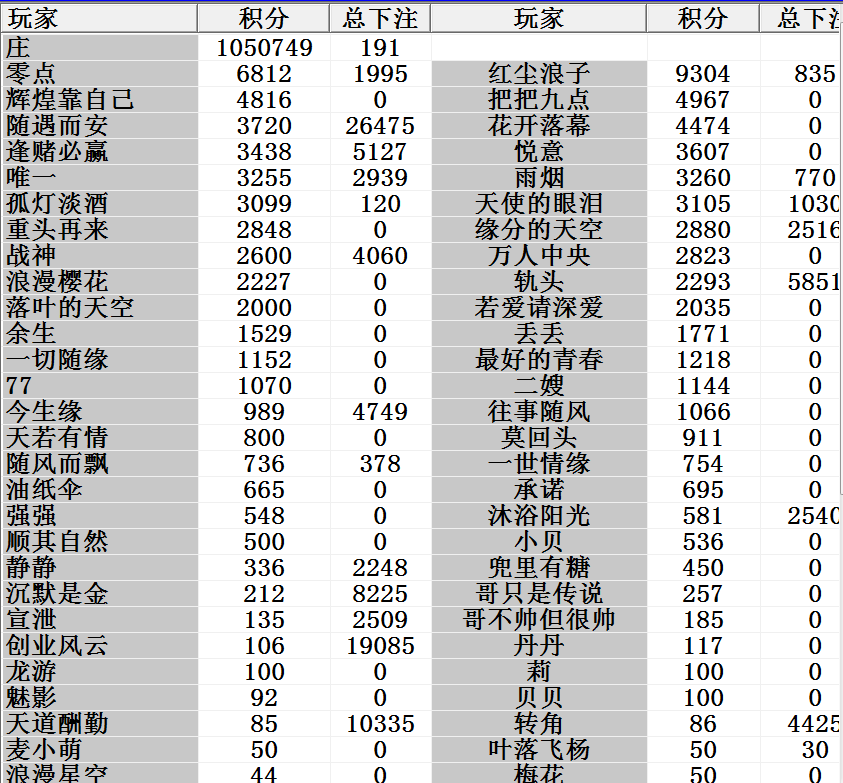 玩家 积分 总下注 玩家 积分 总下注
庄 1050749 191
零点 6812 1995 红尘浪子 9304 835
辉煌靠自己 4816 0 把把九点 4967 0
随遇而安 3720 26475 花开落幕 4474 0
逢赌必赢 3438 5127 悦意 3607 0
唯一 3255 2939 雨烟 3260 770
孤灯淡酒 3099 120 天使的眼泪 3105 1030
重头再来 2848 0 缘分的天空 2880 2516
战神 2600 4060 万人中央 2823 0
浪漫樱花 2227 0 轨头 2293 5851
落叶的天空 2000 0 若爱请深爱 2035 0
余生 1529 0 丢丢 1771 0
一切随缘 1152 0 最好的青春 1218 0
77 1070 0 二嫂 1144 0
今生缘 989 4749 往事随风 1066 0
天若有情 800 0 莫回头 911 0
随风而飘 736 378 一世情缘 754 0
油纸伞 665 0 承诺 695 0
强强 548 0 沐浴阳光 581 2540
顺其自然 500 0 小贝 536 0
静静 336 2248 兜里有糖 450 0
沉默是金 212 8225 哥只是传说 257 0
宣泄 135 2509 哥不帅但很帅 185 0
创业风云 106 19085 丹丹 117 0
龙游 100 0 莉 100 0
魅影 92 0 贝贝 100 0
天道酬勤 85 10335 转角 86 4425
麦小萌 50 0 叶落飞杨 50 30
浪漫星空 44 0 梅花 50 0